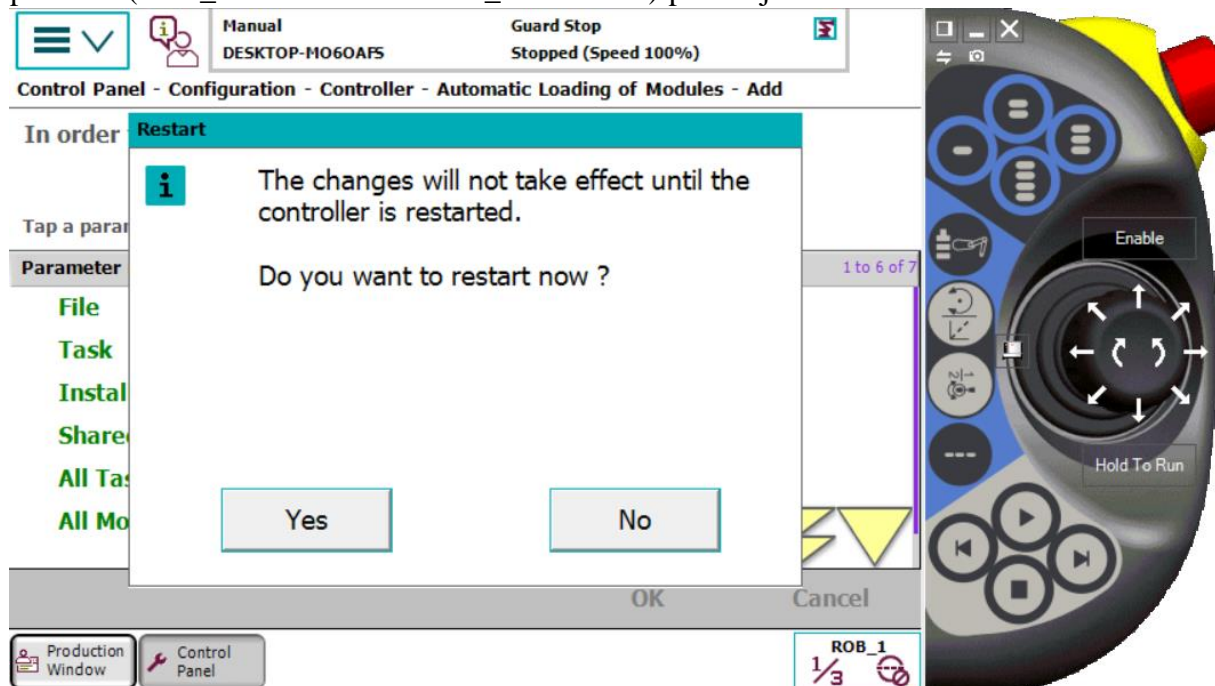 Manual
Guard Stop
DESKTOP-MO6OAF5
Stopped (Speed 100%)
Control Panel - Configuration - Controller - Automatic Loading of Modules - Add
In order
Restart
The changes will not take effect until the
controller is restarted.
Do you want to restart now ?
Tap a parar
Parameter
1 to 6 of 7
File
Task
Instal
Share
All Tas
All Mo
Yes
No
OK
Cancel
Production
Window
Control
Panel
ROB_1
1/3
Enable
Hold To Run